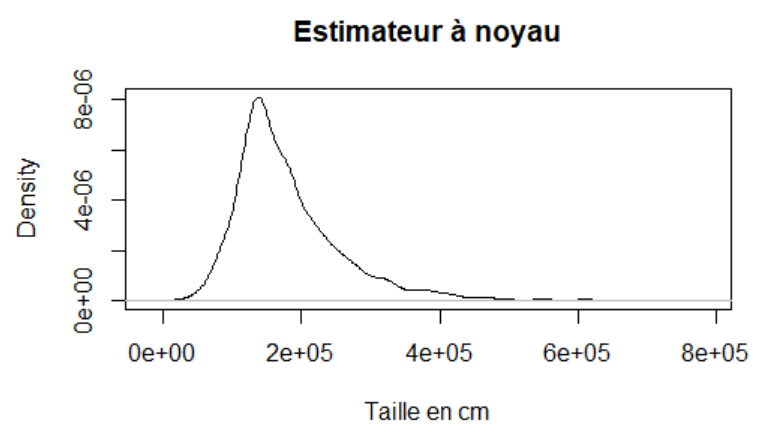 Estimateur à noyau
Density
8e-06
4e-06
0e+00
0e+00 2e+05 4e+05 6e+05 8e+05
Taille en cm